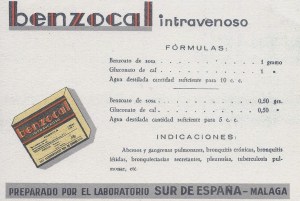 benzocal intravenoso
FÓRMULAS:
Benzoato de sosa 1 gramo
Gluconato de cal 1 »
Agua destilada cantidad suficiente para 10 c. c.
Benzoato de sosa 0,50 grs.
Gluconato de cal 0,50 »
Agua destilada cantidad suficiente para 5 c. c.
INDICACIONES:
Abscesos y gangrenas pulmonares, bronquitis crónicas, bronquitis
fétidas, bronquiectasias secretantes, pleuresías, tuberculosis pul-
monar, etc.
benzocal
PREPARADO POR EL LABORATORIO SUR DE ESPAÑA - MALAGA